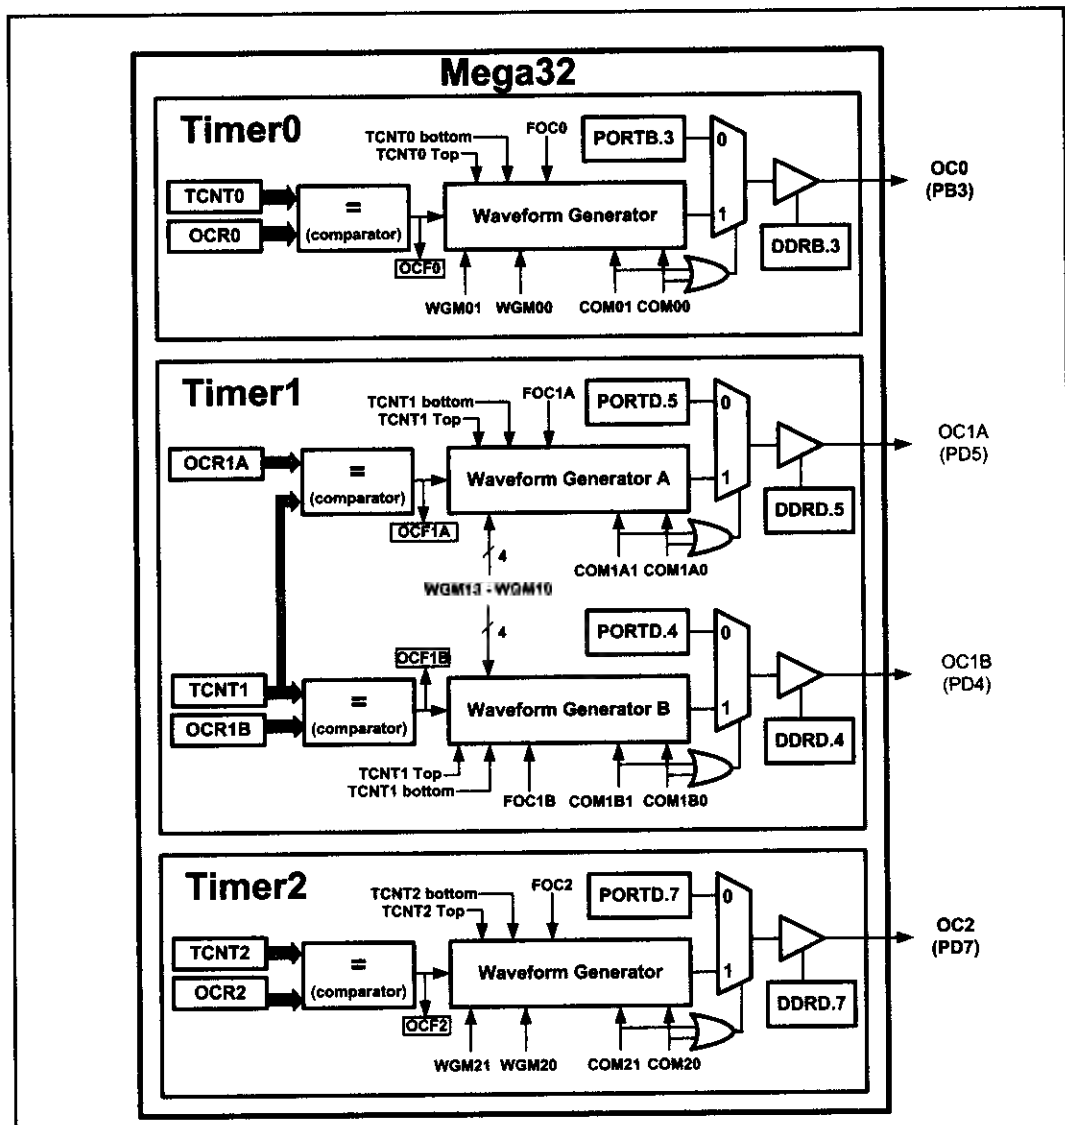 Mega32
Timer0
TCNT0 bottom
TCNT0 Top
FOC0
PORTB.3
0
1
OC0
(PB3)
TCNT0
OCR0
=
(comparator)
Waveform Generator
OCF0
DDRB.3
WGM01
WGM00
COM01
COM00
Timer1
TCNT1 bottom
TCNT1 Top
FOC1A
PORTD.5
0
1
OC1A
(PD5)
OCR1A
=
(comparator)
Waveform Generator A
OCF1A
DDRD.5
4
COM1A1
COM1A0
WGM13 - WGM10
4
PORTD.4
0
1
OC1B
(PD4)
OCF1B
TCNT1
OCR1B
=
(comparator)
Waveform Generator B
DDRD.4
TCNT1 Top
TCNT1 bottom
FOC1B
COM1B1
COM1B0
Timer2
TCNT2 bottom
TCNT2 Top
FOC2
PORTD.7
0
1
OC2
(PD7)
TCNT2
OCR2
=
(comparator)
Waveform Generator
OCF2
DDRD.7
WGM21
WGM20
COM21
COM20